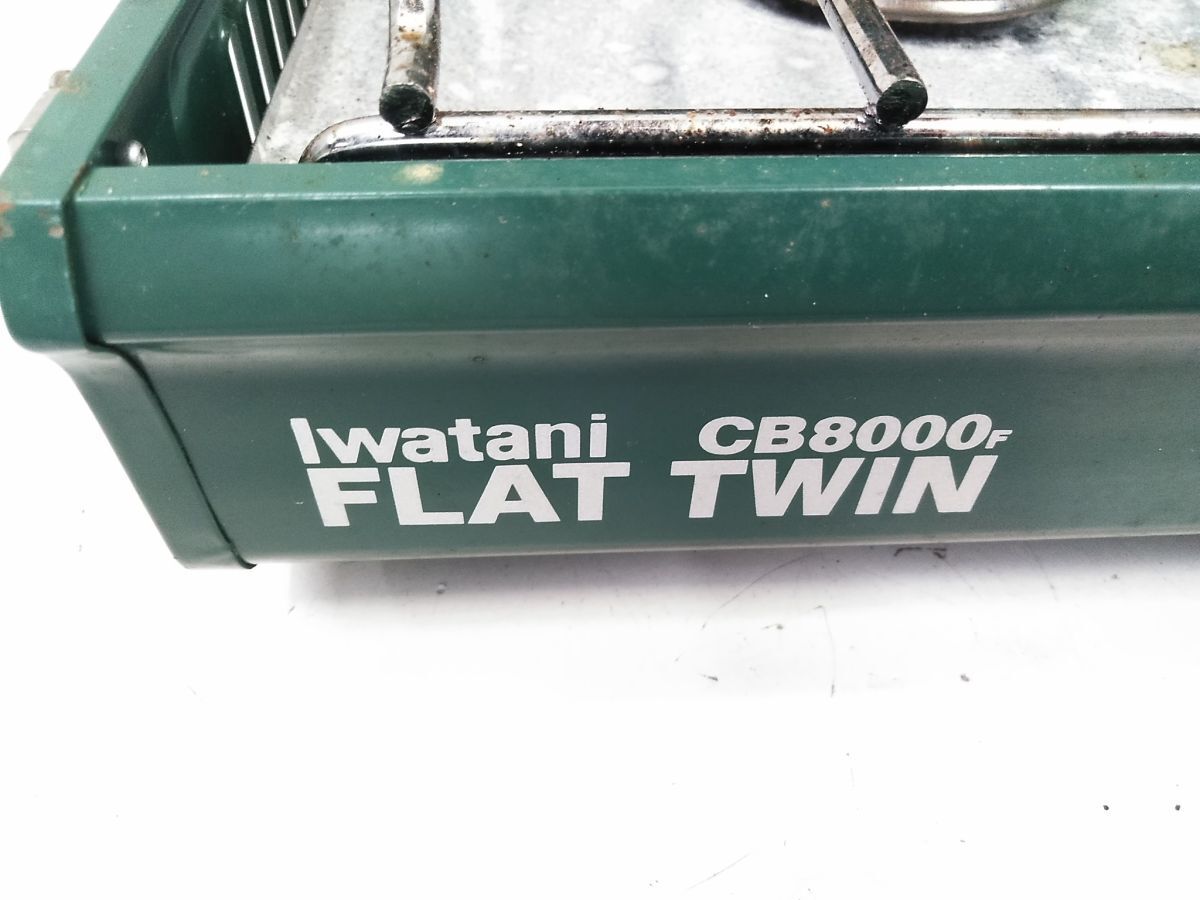 Iwatani CB8000F
FLAT TWIN